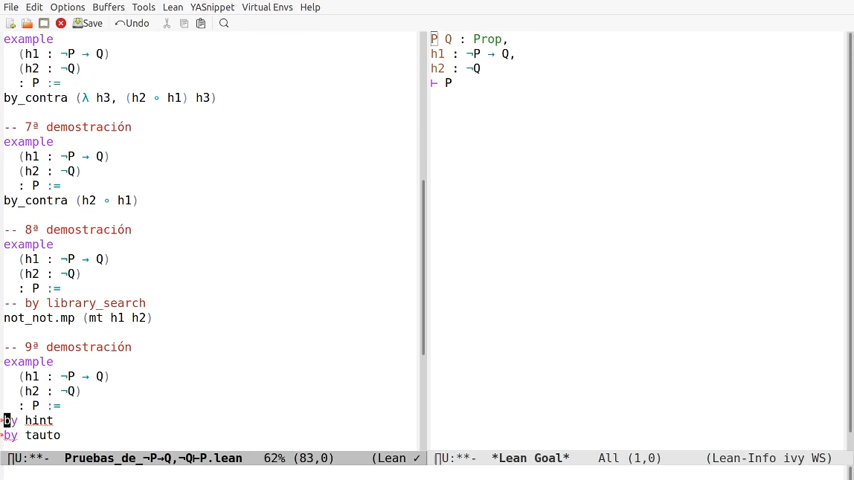 File Edit Options Buffers Tools Lean YASnippet Virtual Envs Help
Save Undo
example
(h1 : ¬P → Q)
(h2 : ¬Q)
: P :=
by_contra (λ h3, (h2 ∘ h1) h3)
-- 7ª demostración
example
(h1 : ¬P → Q)
(h2 : ¬Q)
: P :=
by_contra (h2 ∘ h1)
-- 8ª demostración
example
(h1 : ¬P → Q)
(h2 : ¬Q)
: P :=
-- by library_search
not_not.mp (mt h1 h2)
-- 9ª demostración
example
(h1 : ¬P → Q)
(h2 : ¬Q)
: P :=
by hint
by tauto
P Q : Prop,
h1 : ¬P → Q,
h2 : ¬Q
⊢ P
∏U:**- Pruebas_de_¬P→Q,¬Q⊢P.lean 62% (83,0) (Lean ✓
∏U:**- *Lean Goal* All (1,0) (Lean-Info ivy WS)